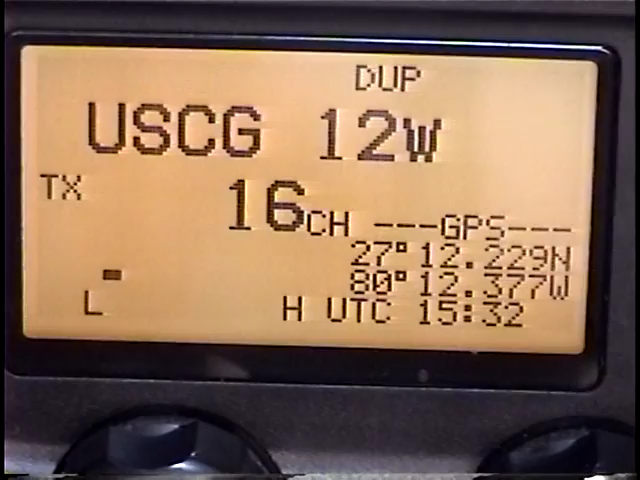 DUP
USCG 12W
TX
16CH ---GPS---
27° 12.229N
80° 12.377W
L H UTC 15:32